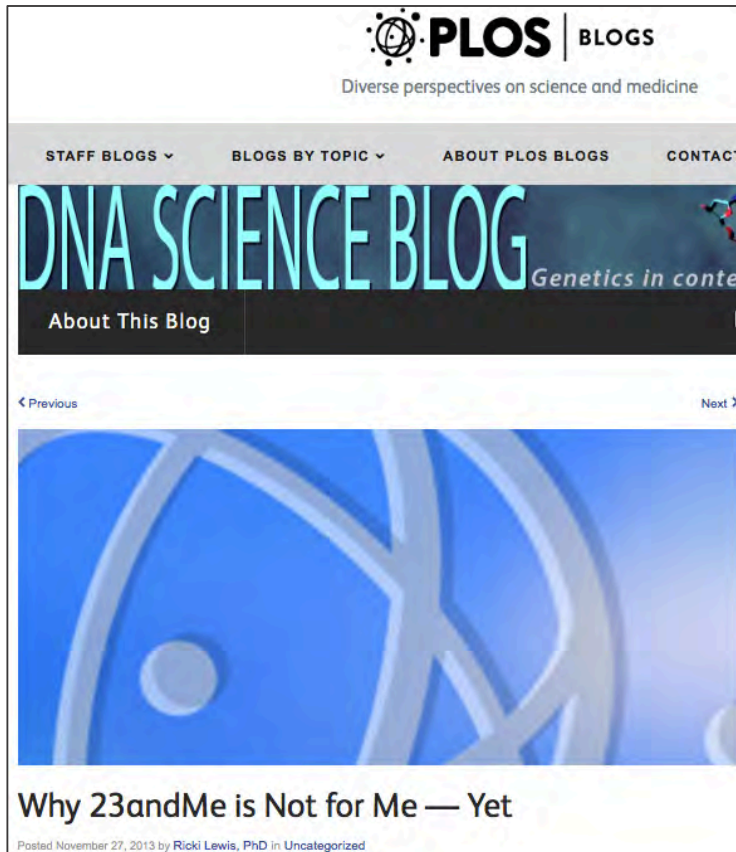 PLOS BLOGS
Diverse perspectives on science and medicine
STAFF BLOGS BLOGS BY TOPIC ABOUT PLOS BLOGS
DNA SCIENCE BLOG
Genetics in
About This Blog
Previous Next
Why 23andMe is Not for Me — Yet
Posted November 27, 2013 by Ricki Lewis, PhD in Uncategorized